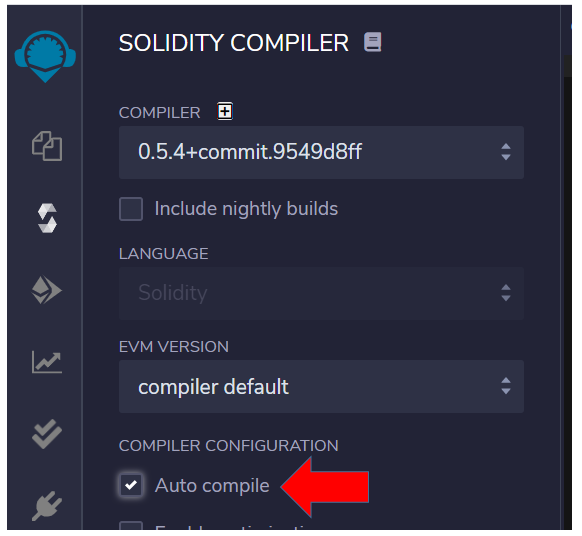 SOLIDITY COMPILER
COMPILER
0.5.4+commit.9549d8ff
Include nightly builds
LANGUAGE
Solidity
EVM VERSION
compiler default
COMPILER CONFIGURATION
Auto compile